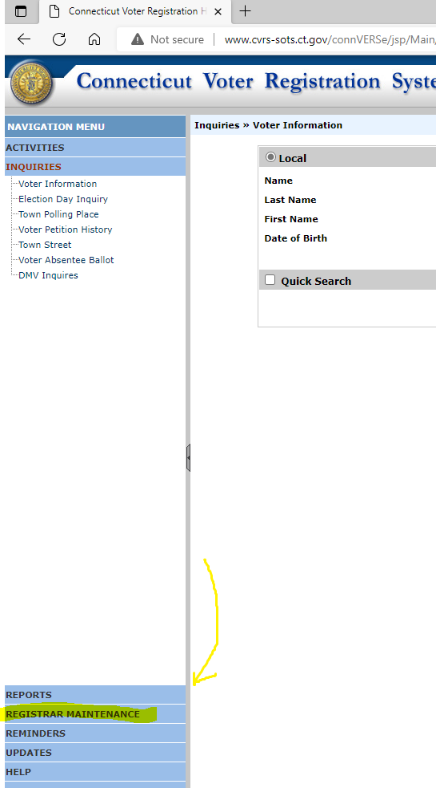 Connecticut Voter Registration H
Not secure www.cvrs-sots.ct.gov/connVERSe/jsp/Main
Connecticut Voter Registration Syste
NAVIGATION MENU
Inquiries » Voter Information
ACTIVITIES
INQUIRIES
Voter Information
Election Day Inquiry
Town Polling Place
Voter Petition History
Town Street
Voter Absentee Ballot
DMV Inquires
Local
Name
Last Name
First Name
Date of Birth
Quick Search
REPORTS
REGISTRAR MAINTENANCE
REMINDERS
UPDATES
HELP